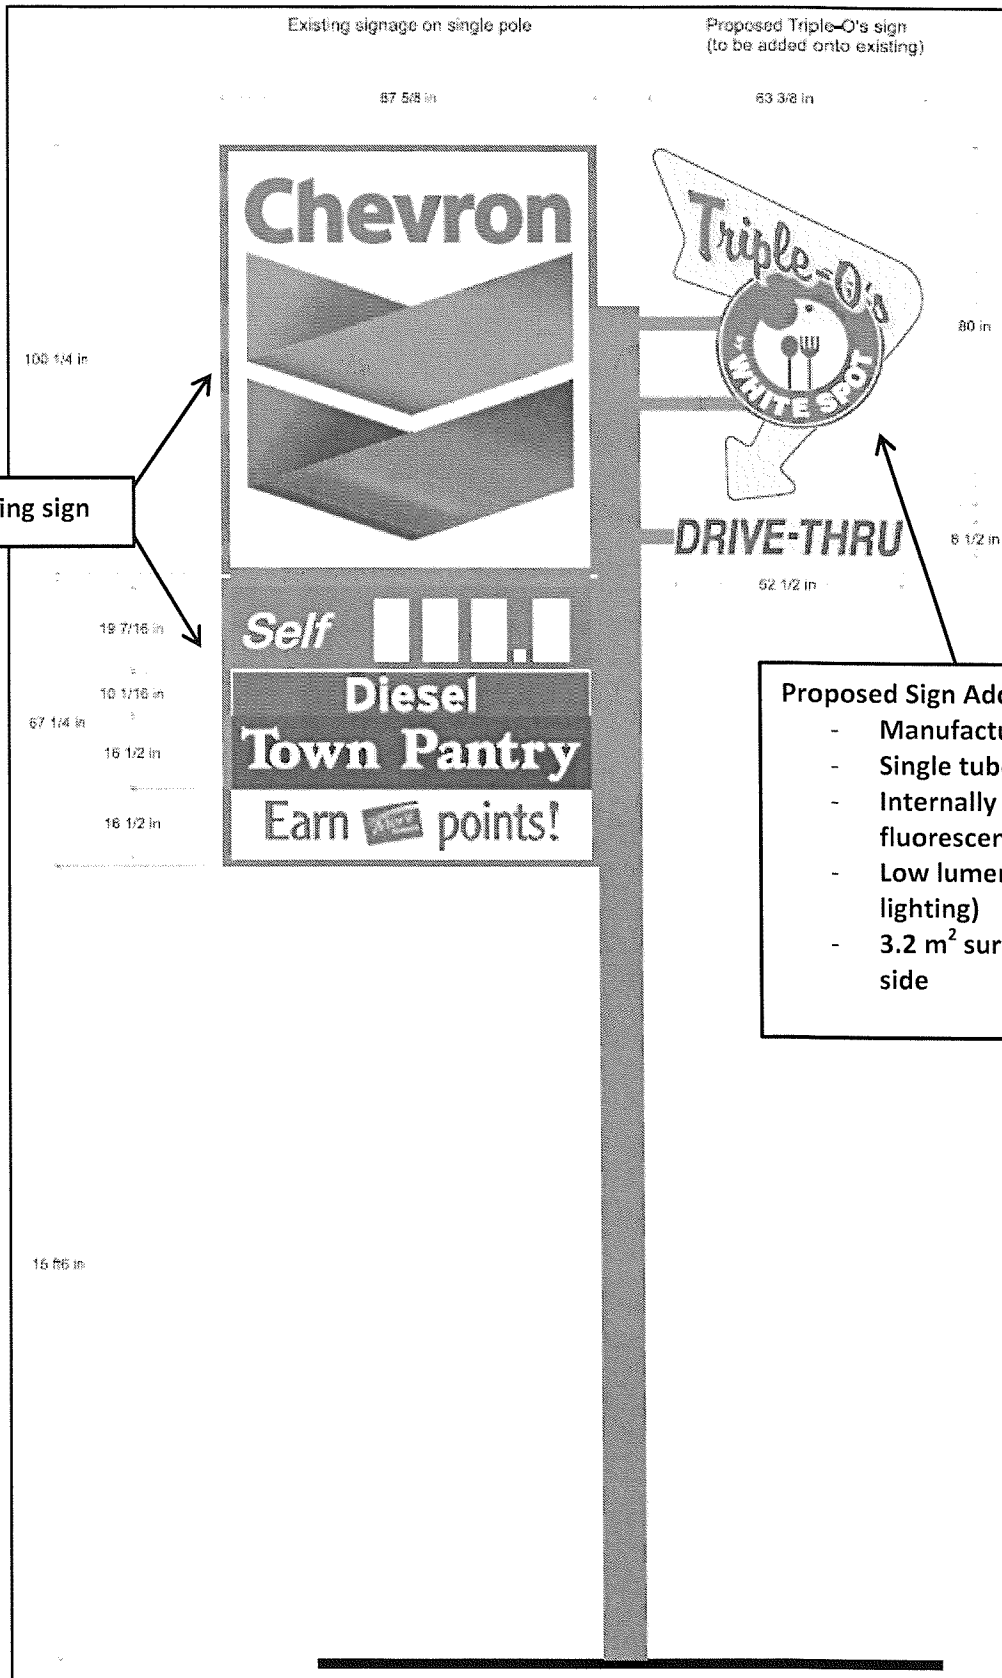 Existing signage on single pole
Proposed Triple-O's sign
(to be added onto existing)
87 5/8 in
63 3/8 in
Chevron
Triple-O's
"WHITE SPOT
80 in
100 1/4 in
ing sign
DRIVE-THRU
8 1/2 in
52 1/2 in
19 7/16 in
Self
10 1/16 in
Diesel
67 1/4 in
16 1/2 in
Town Pantry
16 1/2 in
Earn points!
Proposed Sign Add
- Manufactu
- Single tub
- Internally
fluorescen
- Low lumen
lighting)
- 3.2 m² sur
side
15 ft6 in